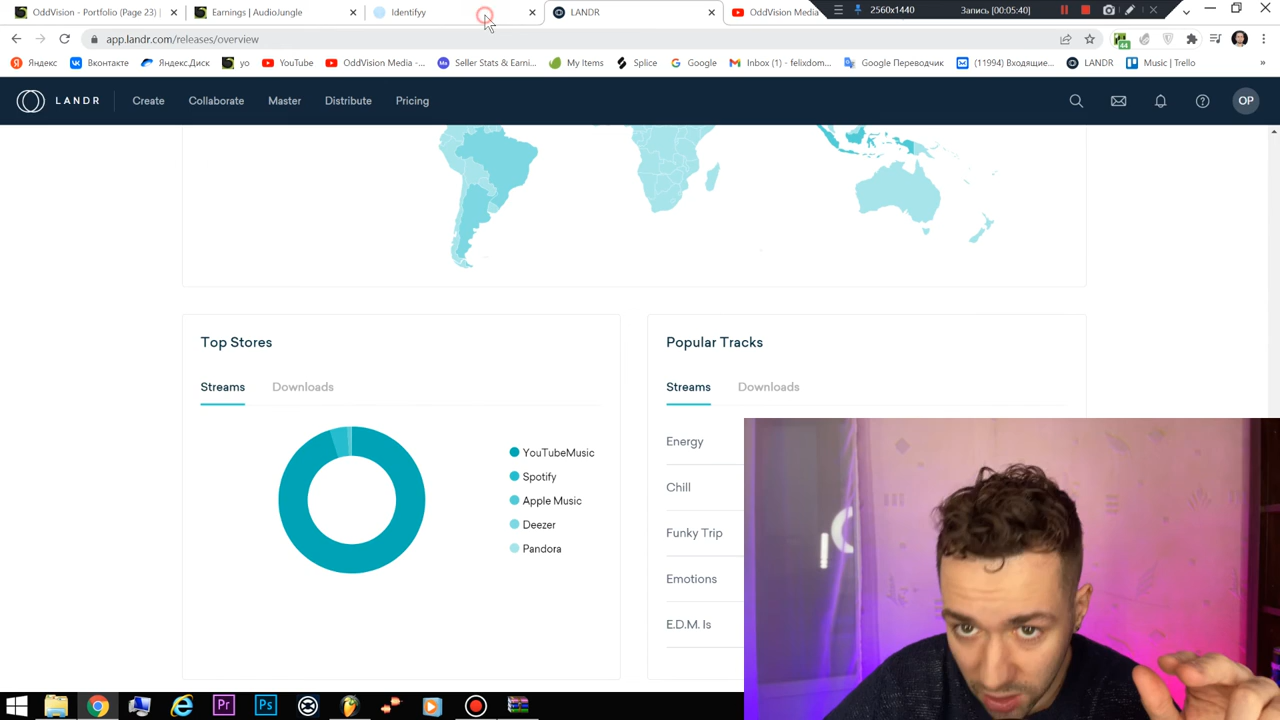 OddVision - Portfolio (Page 23) |
Earnings | AudioJungle
Identifyy
LANDR
OddVision Media
2560x1440
Запись (00:05:40)
app.landr.com/releases/overview
44
Яндекс
Вконтакте
Яндекс.Диск
yo
YouTube
OddVision Media -...
Seller Stats & Earni...
My Items
Splice
Google
Inbox (1) - felixdom...
Google Переводчик
(11994) Входящие...
LANDR
Music | Trello
»
LANDR
Create
Collaborate
Master
Distribute
Pricing
OP
Top Stores
Streams
Downloads
YouTubeMusic
Spotify
Apple Music
Deezer
Pandora
Popular Tracks
Streams
Downloads
Energy
Chill
Funky Trip
Emotions
E.D.M. Is
Pr
Ps